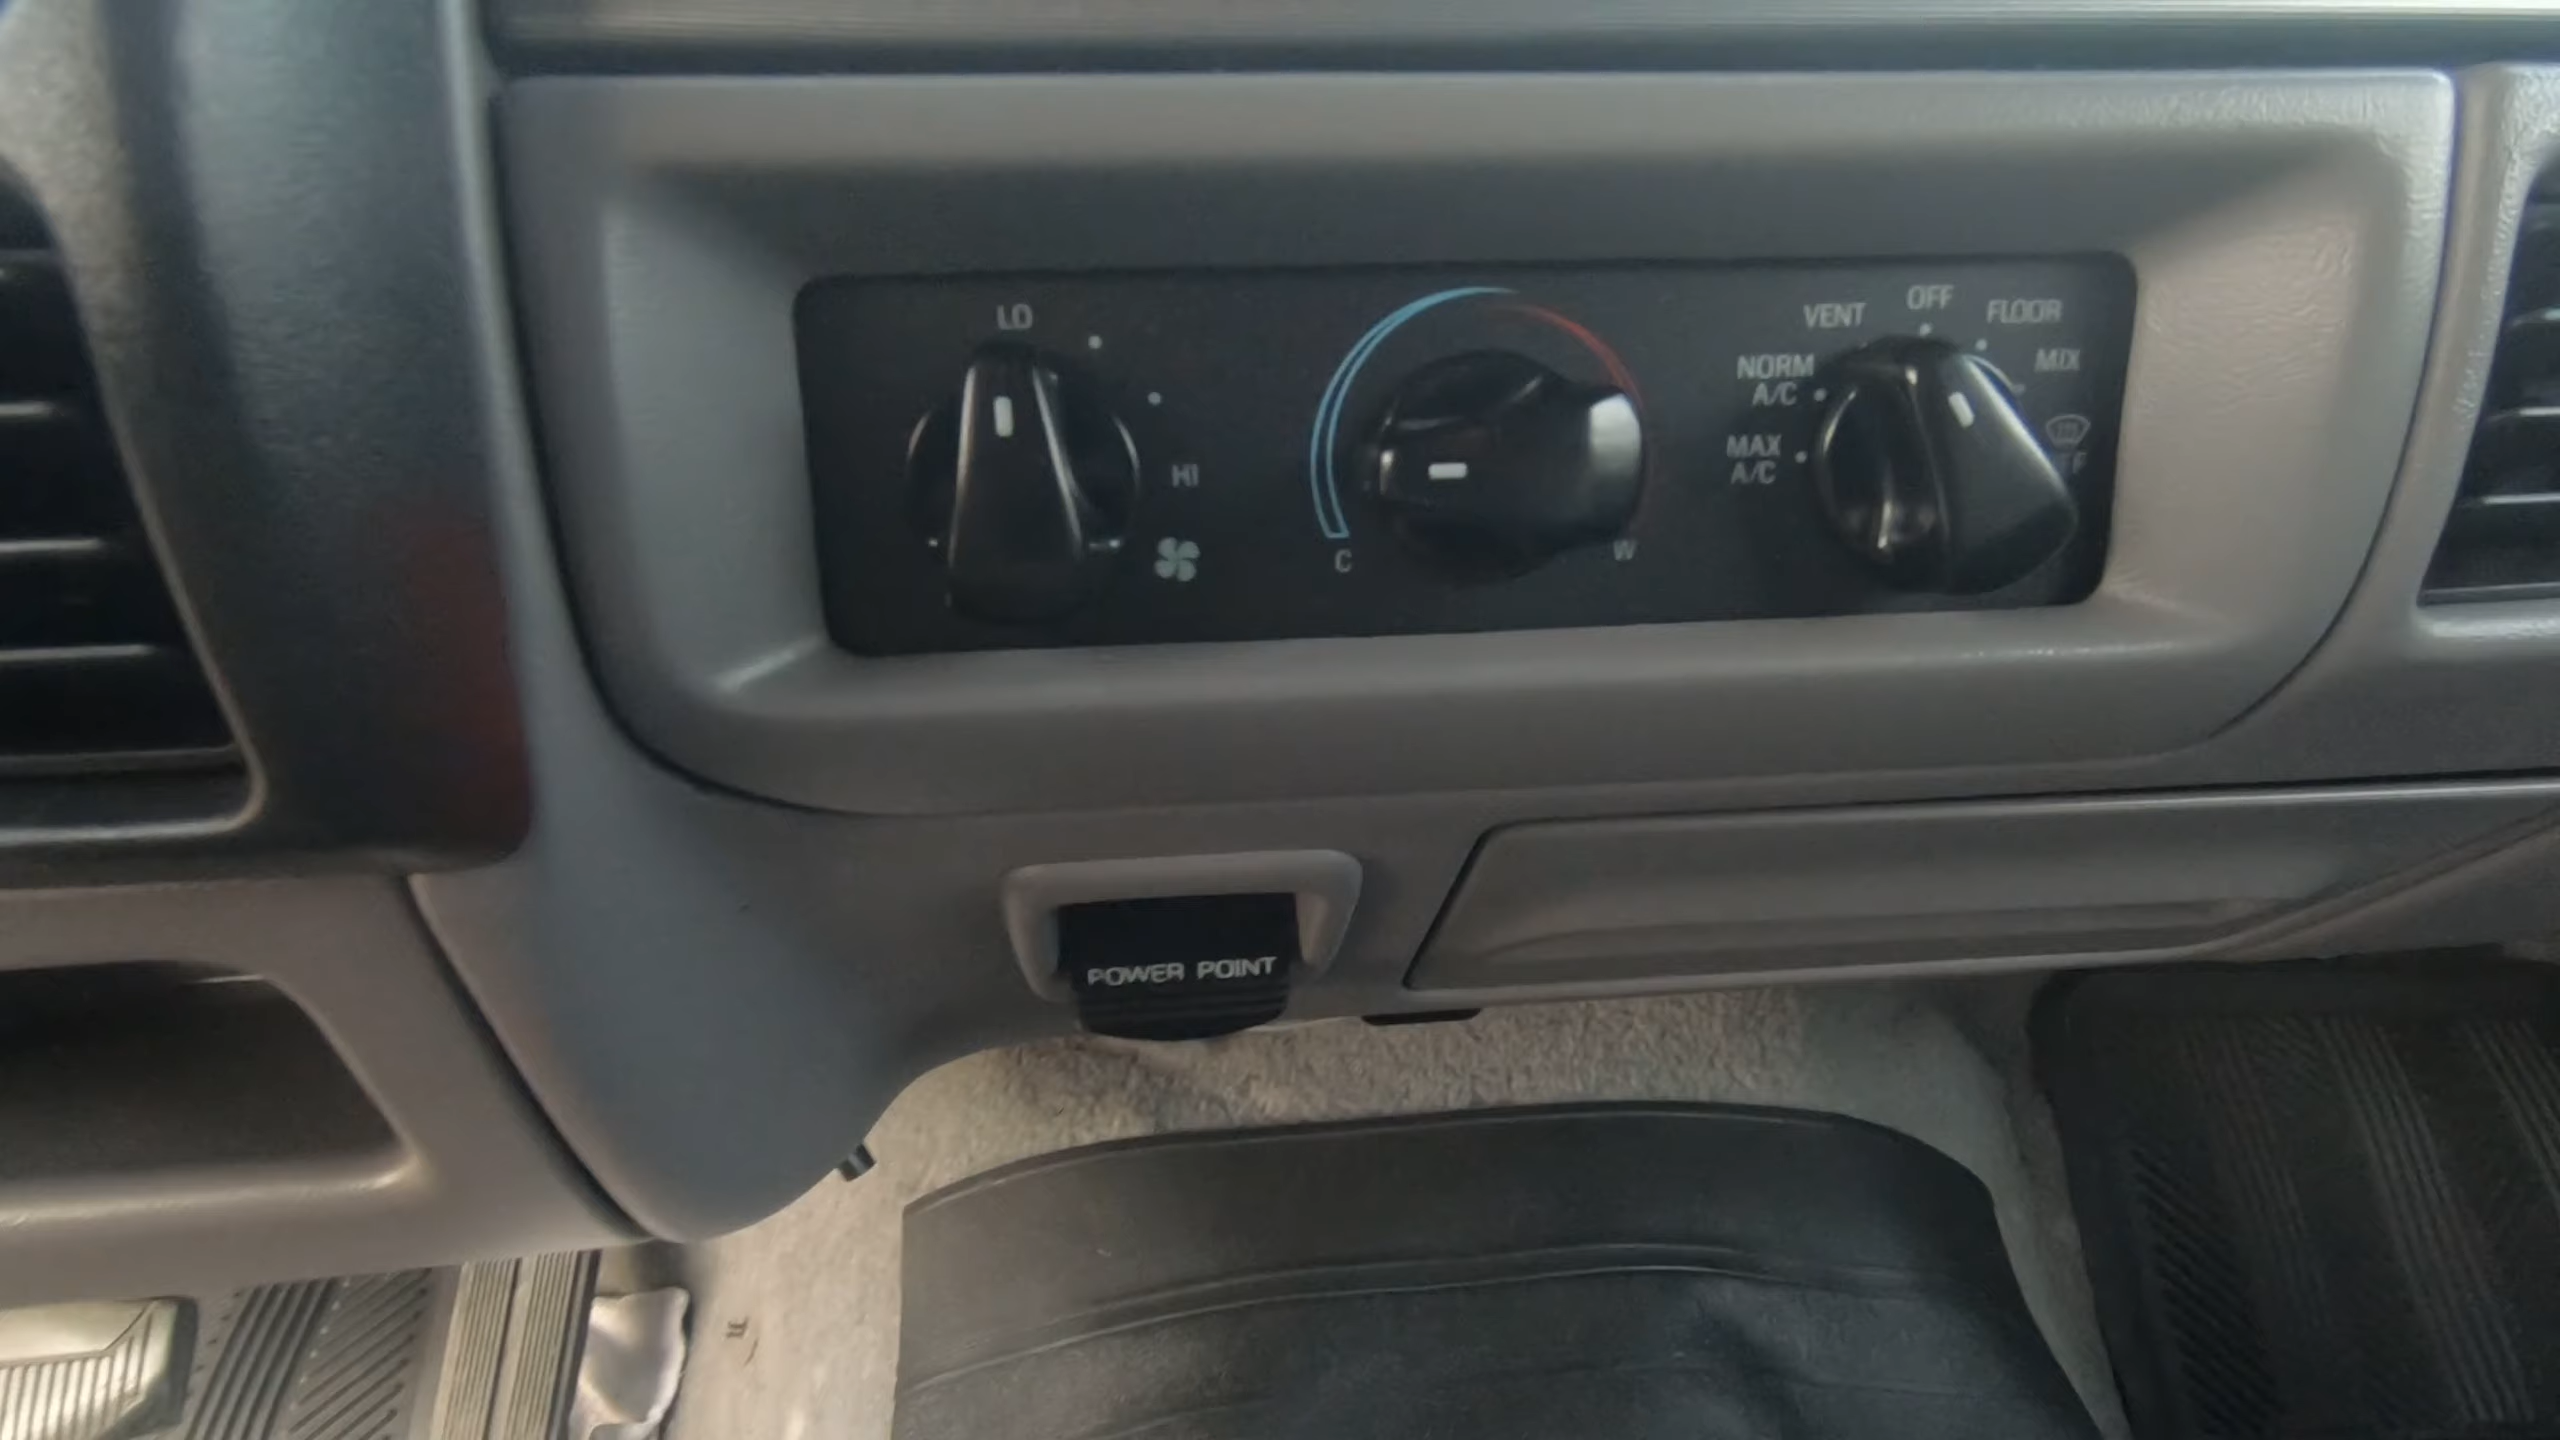 LO
HI
C
W
VENT
OFF
FLOOR
NORM
A/C
MIX
MAX
A/C
POWER POINT